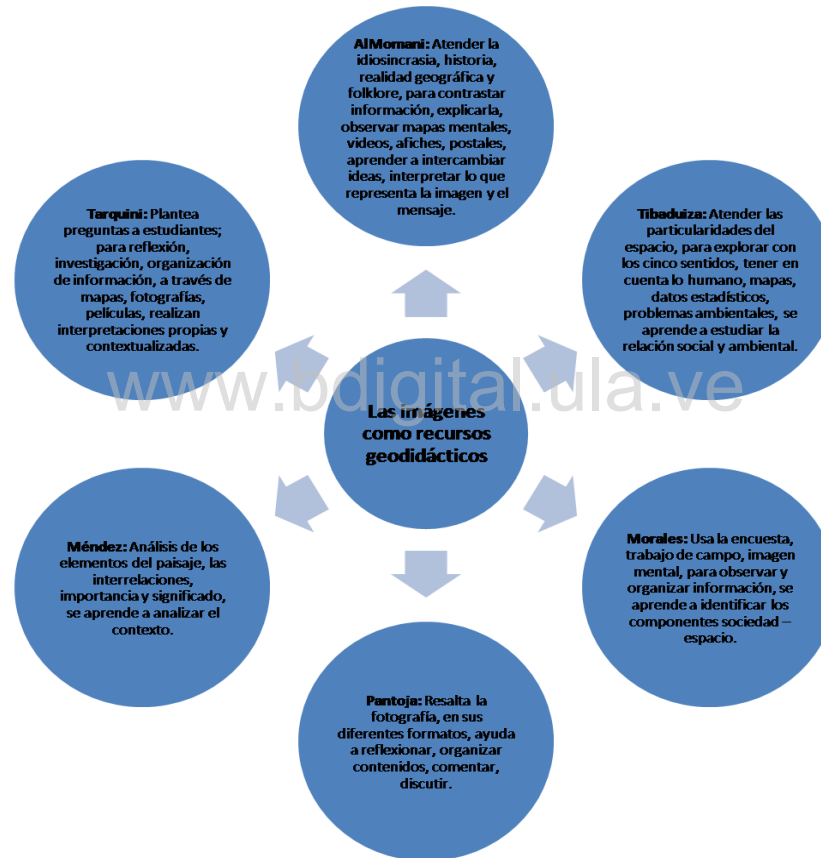 Al Momani: Atender la
idiosincrasia, historia,
realidad geográfica y
folklore, para contrastar
información, explicarla,
observar mapas mentales,
videos, afiches, postales,
aprender a intercambiar
ideas, interpretar lo que
representa la imagen y el
mensaje.
Tibaduiza: Atender las
particularidades del
espacio, para explorar con
los cinco sentidos, tener en
cuenta lo humano, mapas,
datos estadísticos,
problemas ambientales, se
aprende a estudiar la
relación social y ambiental.
Morales: Usa la encuesta,
trabajo de campo, imagen
mental, para observar y
organizar información, se
aprende a identificar los
componentes sociedad –
espacio.
Pantoja: Resalta la
fotografía, en sus
diferentes formatos, ayuda
a reflexionar, organizar
contenidos, comentar,
discutir.
Méndez: Análisis de los
elementos del paisaje, las
interrelaciones,
importancia y significado,
se aprende a analizar el
contexto.
Tarquini: Plantea
preguntas a estudiantes;
para reflexión,
investigación, organización
de información, a través de
mapas, fotografías,
películas, realizan
interpretaciones propias y
contextualizadas.
Las imágenes
como recursos
geodidácticos
www.bdigital.ula.ve